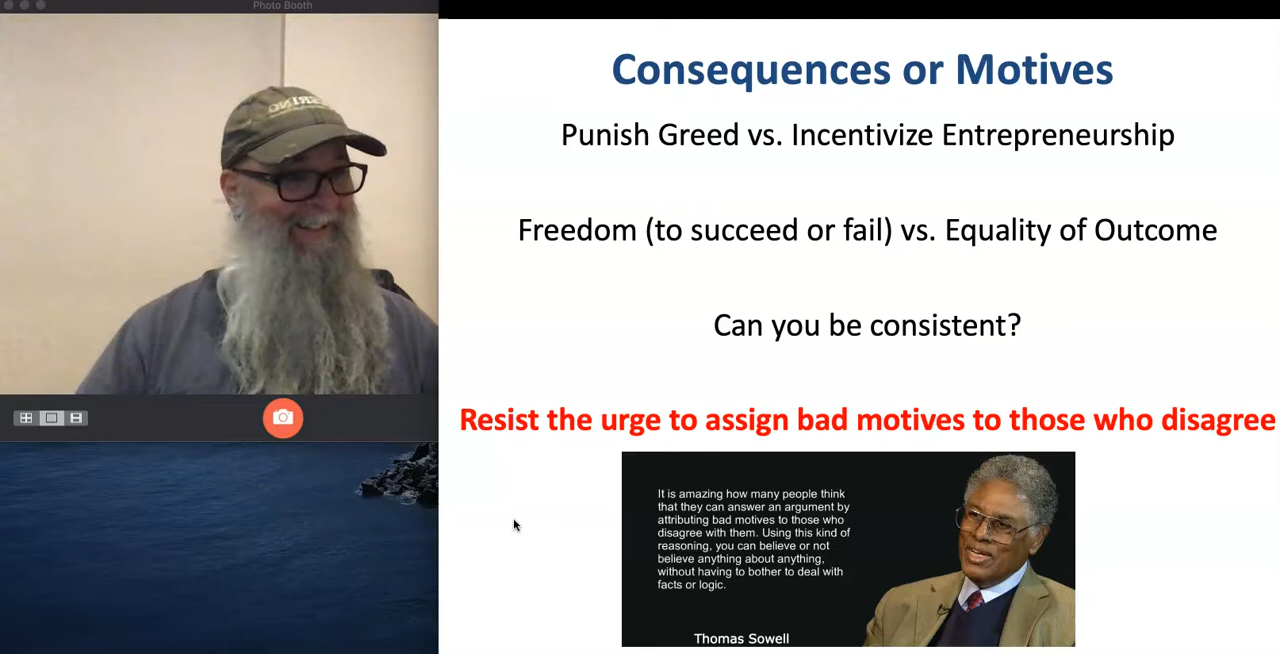 Photo Booth
Consequences or Motives
Punish Greed vs. Incentivize Entrepreneurship
Freedom (to succeed or fail) vs. Equality of Outcome
Can you be consistent?
Resist the urge to assign bad motives to those who disagree
It is amazing how many people think
that they can answer an argument by
attributing bad motives to those who
disagree with them. Using this kind of
reasoning, you can believe or not
believe anything about anything,
without having to bother to deal with
facts or logic.
Thomas Sowell